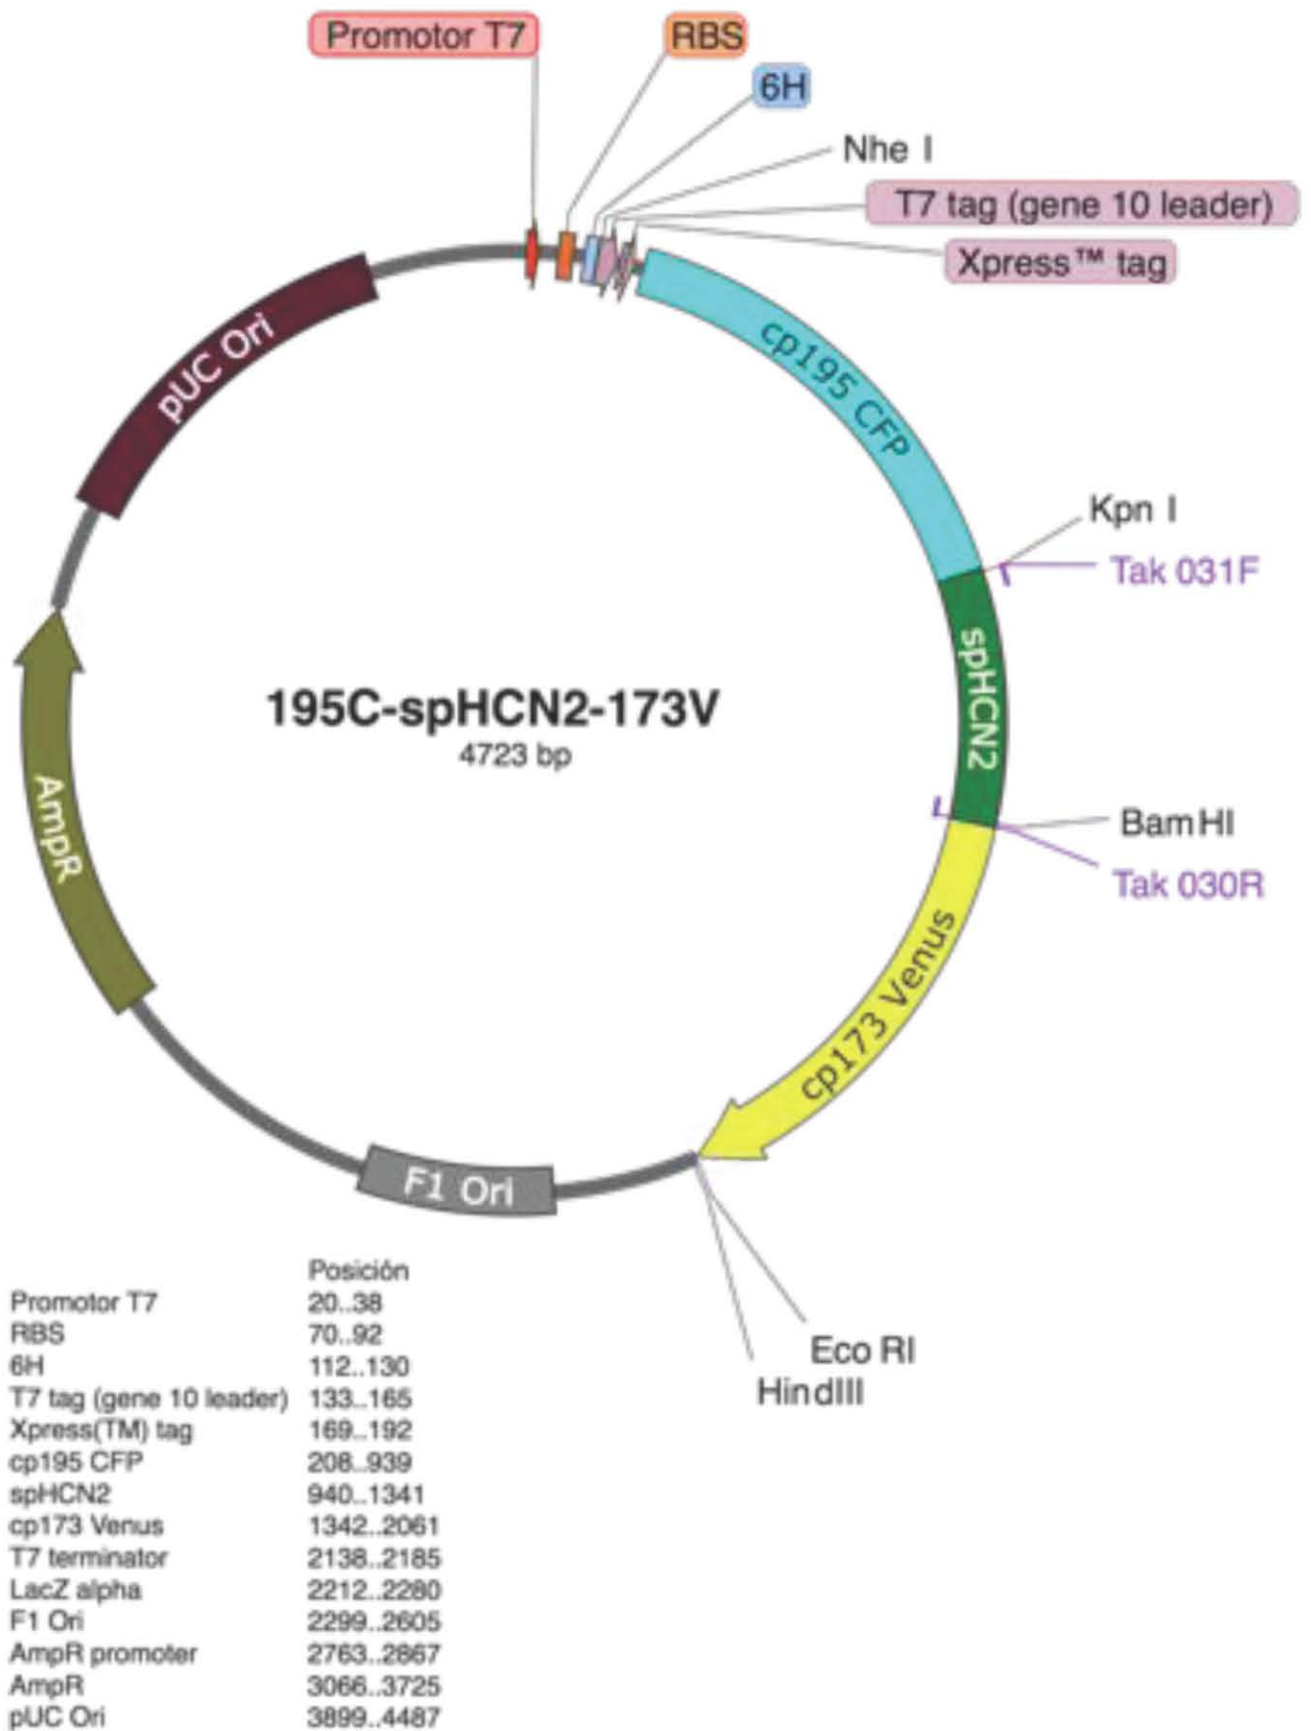 Promotor T7
RBS
6H
Nhe I
T7 tag (gene 10 leader)
Xpress™ tag
cp195 CFP
pUC Ori
Kpn I
Tak 031F
spHCN2
195C-spHCN2-173V
4723 bp
AmpR
BamHI
Tak 030R
cp173 Venus
F1 Ori
Eco RI
HindIII
Posición
Promotor T7 20..38
RBS 70..92
6H 112..130
T7 tag (gene 10 leader) 133..165
Xpress(TM) tag 169..192
cp195 CFP 208..939
spHCN2 940..1341
cp173 Venus 1342..2061
T7 terminator 2138..2185
LacZ alpha 2212..2280
F1 Ori 2299..2605
AmpR promoter 2763..2867
AmpR 3066..3725
pUC Ori 3899..4487